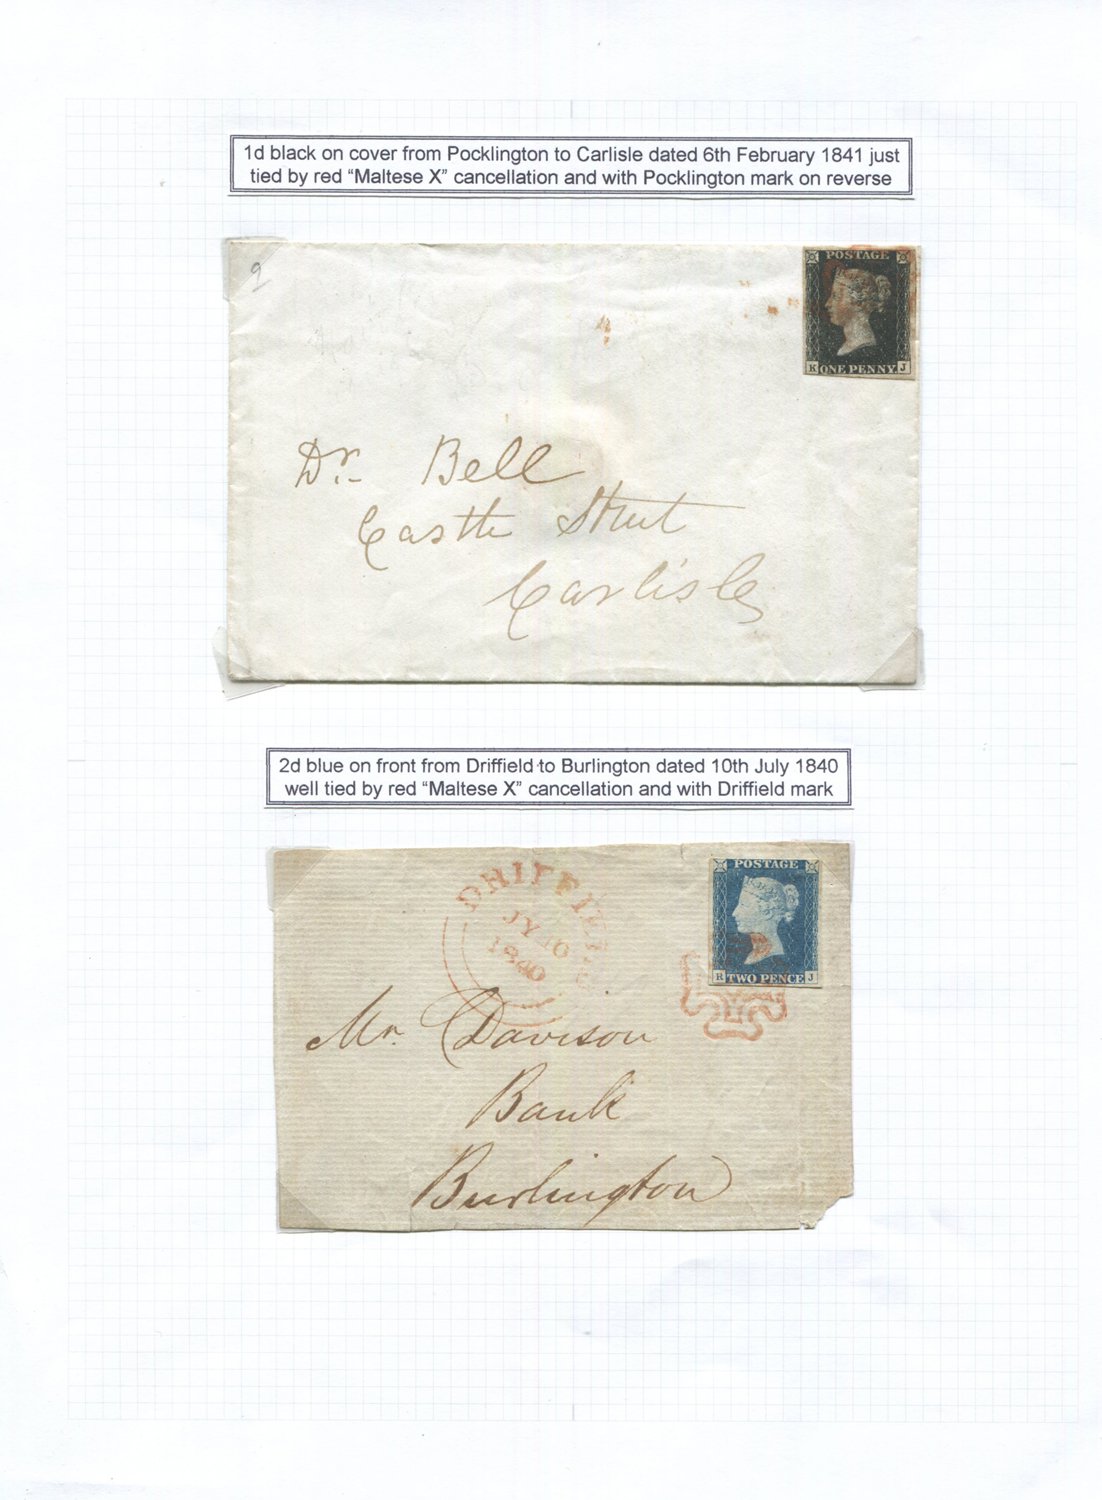 1d black on cover from Pocklington to Carlisle dated 6th February 1841 just
tied by red “Maltese X” cancellation and with Pocklington mark on reverse
9
POSTAGE
K ONE PENNY J
Dr. Bell
Castle Street
Carlisle
2d blue on front from Driffield to Burlington dated 10th July 1840
well tied by red “Maltese X” cancellation and with Driffield mark
DRIFFIELD
JY 10
1840
POSTAGE
R TWO PENCE J
Mr. Davison
Bank
Burlington